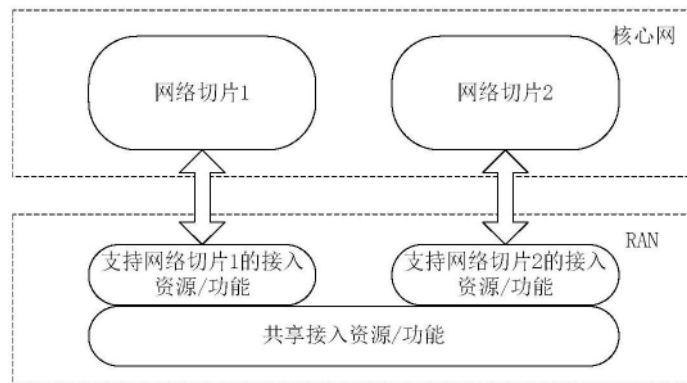 核心网
网络切片1
网络切片2
RAN
支持网络切片1的接入
资源/功能
支持网络切片2的接入
资源/功能
共享接入资源/功能